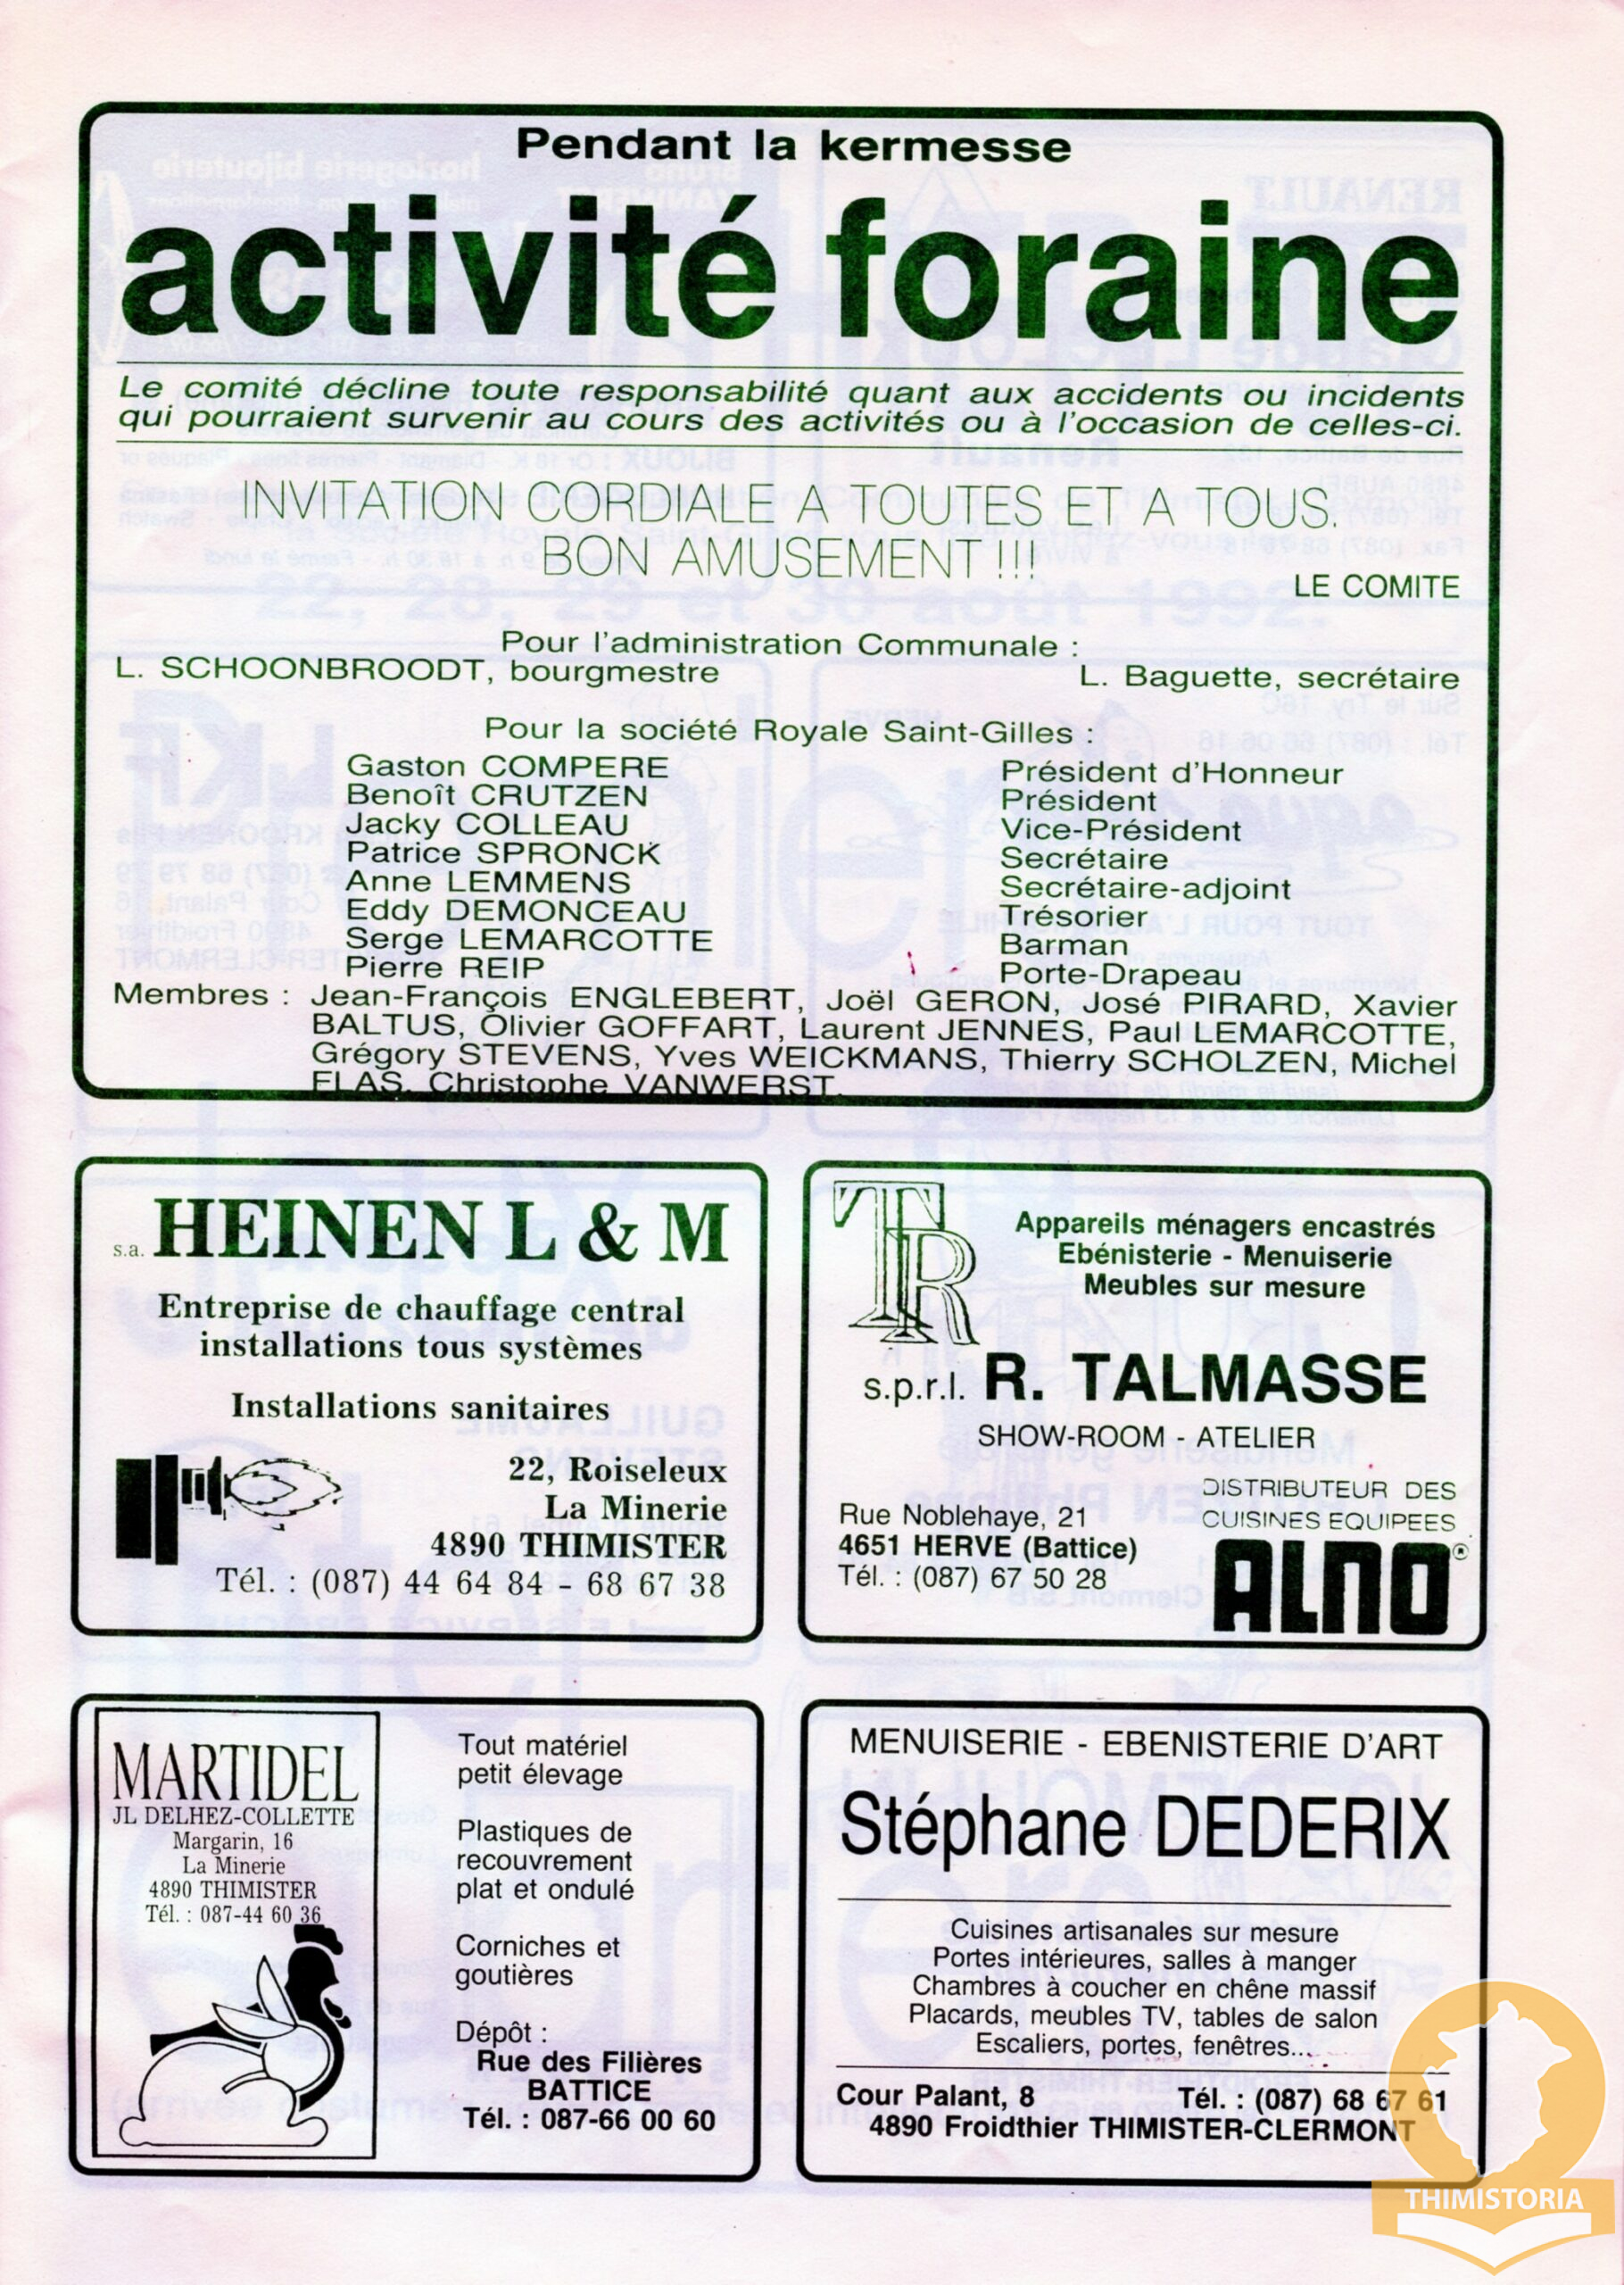 Pendant la kermesse
activité foraine
Le comité décline toute responsabilité quant aux accidents ou incidents
qui pourraient survenir au cours des activités ou à l'occasion de celles-ci.
INVITATION CORDIALE A TOUTES ET A TOUS.
BON AMUSEMENT !!!
LE COMITE
Pour l'administration Communale :
L. SCHOONBROODT, bourgmestre L. Baguette, secrétaire
Pour la société Royale Saint-Gilles :
Gaston COMPERE Président d'Honneur
Benoît CRUTZEN Président
Jacky COLLEAU Vice-Président
Patrice SPRONCK Secrétaire
Anne LEMMENS Secrétaire-adjoint
Eddy DEMONCEAU Trésorier
Serge LEMARCOTTE Barman
Pierre REIP Porte-Drapeau
Membres : Jean-François ENGLEBERT, Joël GERON, José PIRARD, Xavier
BALTUS, Olivier GOFFART, Laurent JENNES, Paul LEMARCOTTE,
Grégory STEVENS, Yves WEICKMANS, Thierry SCHOLZEN, Michel
FLAS, Christophe VANWERST.
s.a. HEINEN L & M
Entreprise de chauffage central
installations tous systèmes
Installations sanitaires
22, Roiseleux
La Minerie
4890 THIMISTER
Tél. : (087) 44 64 84 - 68 67 38
TR
Appareils ménagers encastrés
Ebénisterie - Menuiserie
Meubles sur mesure
s.p.r.l. R. TALMASSE
SHOW-ROOM - ATELIER
DISTRIBUTEUR DES
CUISINES EQUIPEES
ALNO®
Rue Noblehaye, 21
4651 HERVE (Battice)
Tél. : (087) 67 50 28
MARTIDEL
JL DELHEZ-COLLETTE
Margarin, 16
La Minerie
4890 THIMISTER
Tél. : 087-44 60 36
Tout matériel
petit élevage
Plastiques de
recouvrement
plat et ondulé
Corniches et
goutières
Dépôt :
Rue des Filières
BATTICE
Tél. : 087-66 00 60
MENUISERIE - EBENISTERIE D'ART
Stéphane DEDERIX
Cuisines artisanales sur mesure
Portes intérieures, salles à manger
Chambres à coucher en chêne massif
Placards, meubles TV, tables de salon
Escaliers, portes, fenêtres...
Cour Palant, 8 Tél. : (087) 68 67 61
4890 Froidthier THIMISTER-CLERMONT
THIMISTORIA